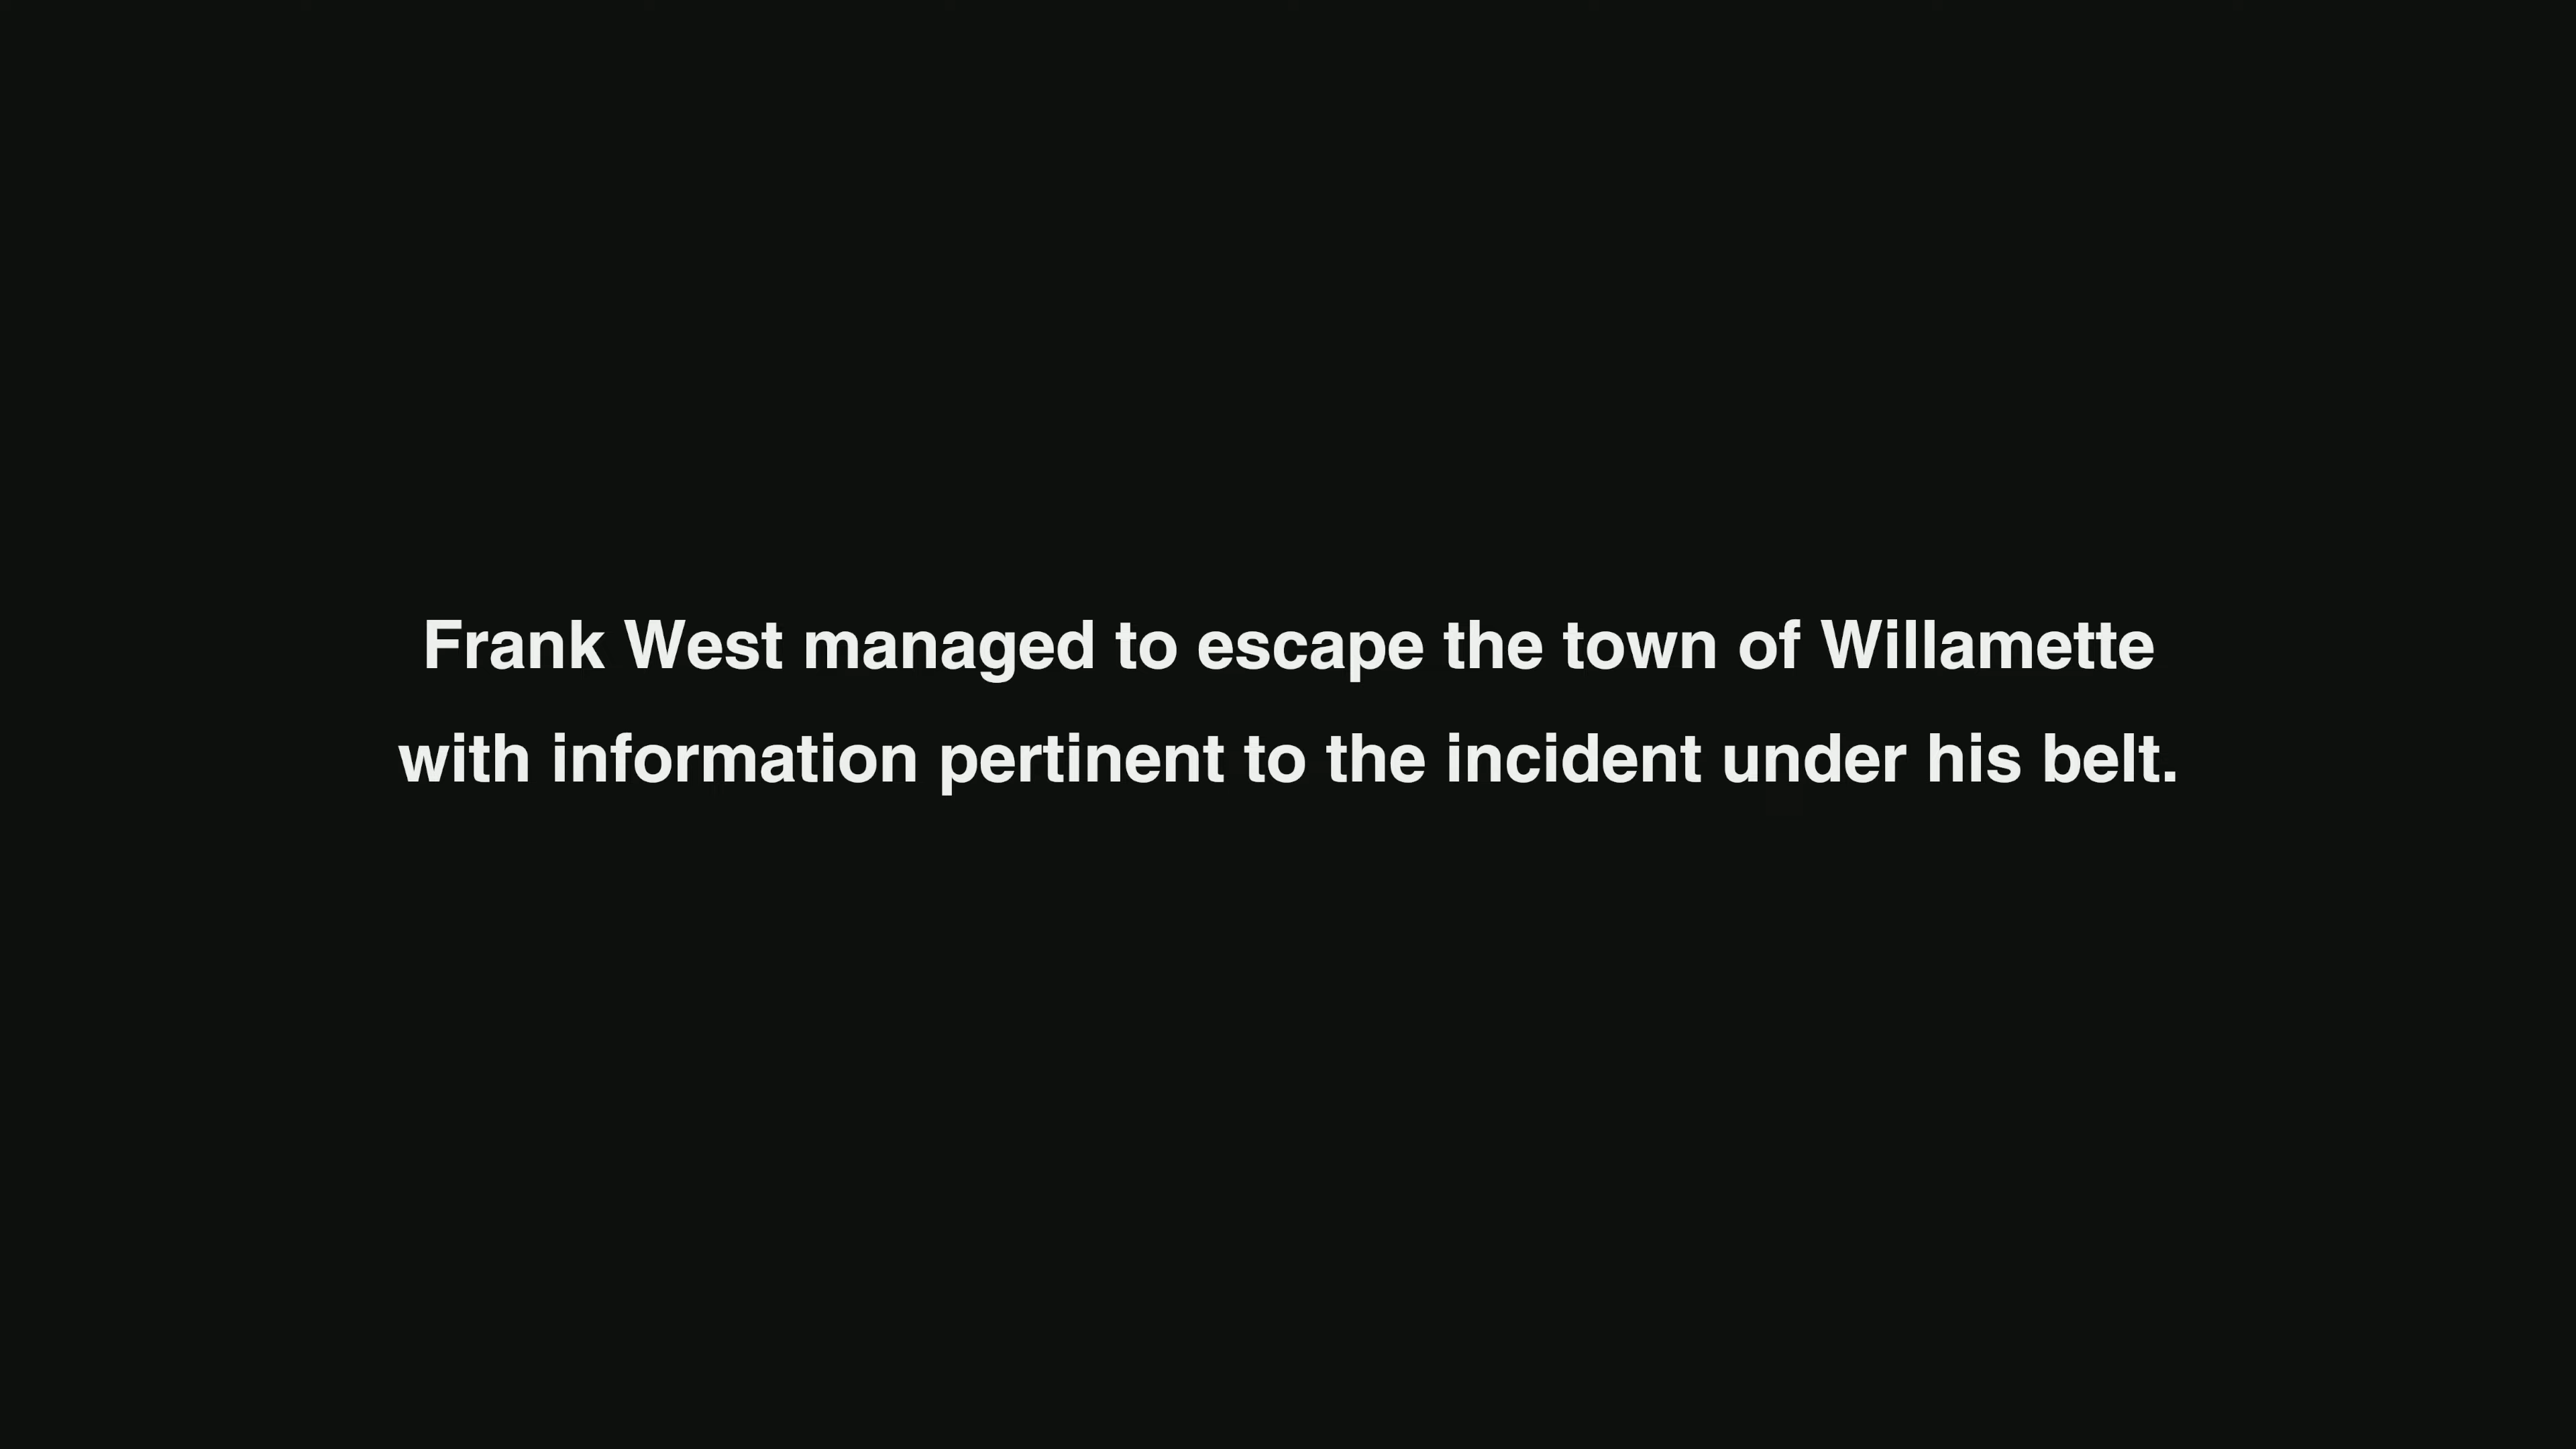 Frank West managed to escape the town of Willamette
with information pertinent to the incident under his belt.